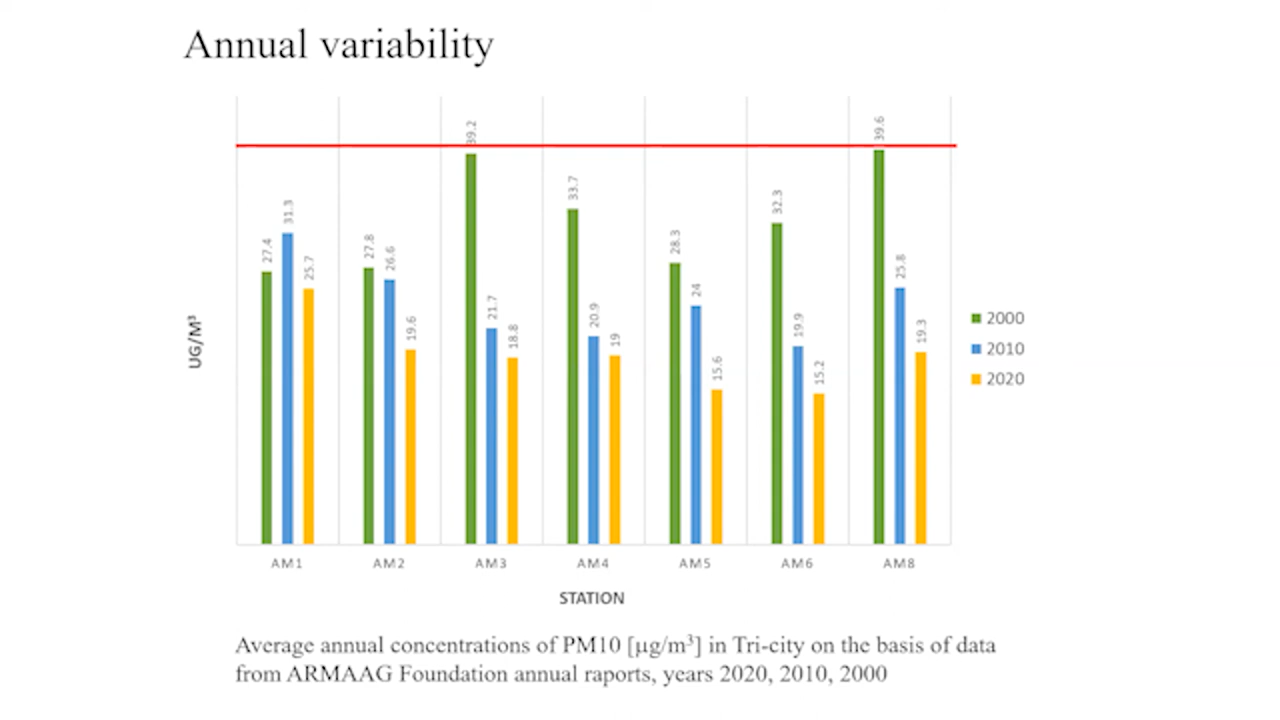 Annual variability
27.4 31.3 25.7 27.8 26.6 19.6 39.2 21.7 18.8 33.7 20.9 19 28.3 24 15.6 32.3 19.9 15.2 39.6 25.8 19.3
UG/M³
2000
2010
2020
AM1 AM2 AM3 AM4 AM5 AM6 AM8
STATION
Average annual concentrations of PM10 [μg/m³] in Tri-city on the basis of data
from ARMAAG Foundation annual raports, years 2020, 2010, 2000